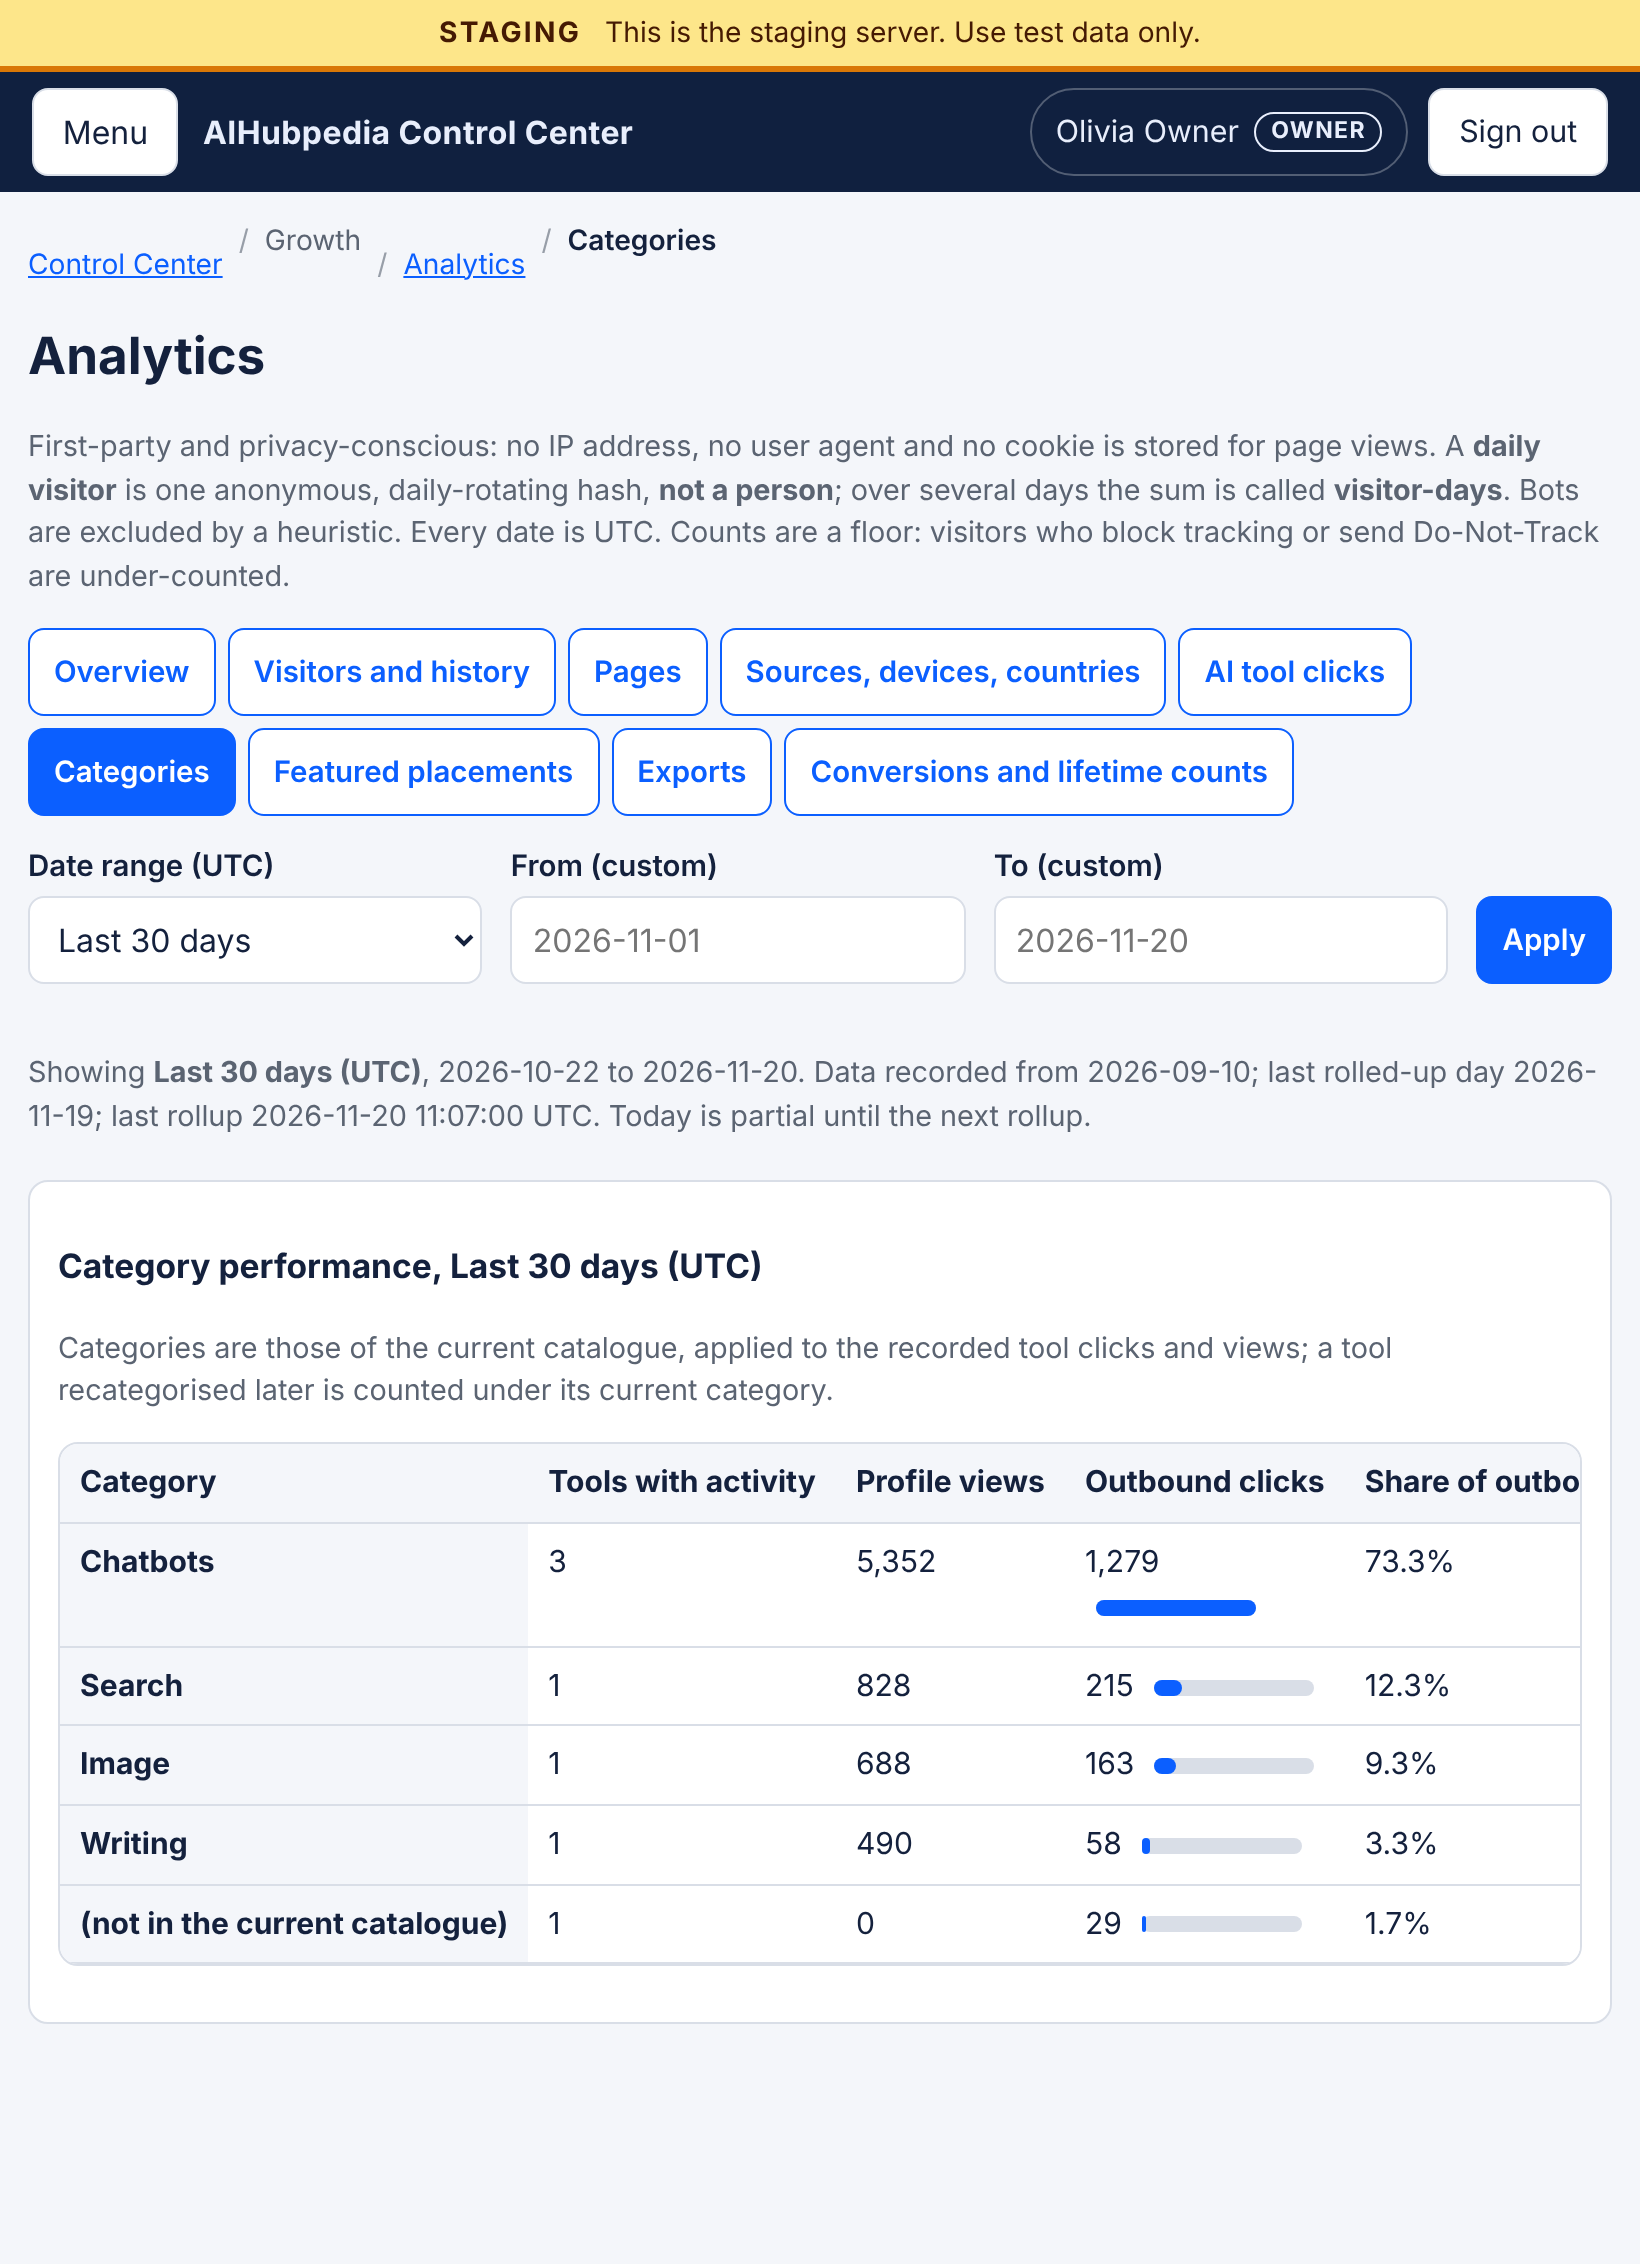 STAGING This is the staging server. Use test data only.
Menu AIHubpedia Control Center Olivia Owner OWNER Sign out
Control Center / Growth / Analytics / Categories
Analytics
First-party and privacy-conscious: no IP address, no user agent and no cookie is stored for page views. A daily
visitor is one anonymous, daily-rotating hash, not a person; over several days the sum is called visitor-days. Bots
are excluded by a heuristic. Every date is UTC. Counts are a floor: visitors who block tracking or send Do-Not-Track
are under-counted.
Overview Visitors and history Pages Sources, devices, countries AI tool clicks
Categories Featured placements Exports Conversions and lifetime counts
Date range (UTC) From (custom) To (custom)
Last 30 days 2026-11-01 2026-11-20 Apply
Showing Last 30 days (UTC), 2026-10-22 to 2026-11-20. Data recorded from 2026-09-10; last rolled-up day 2026-
11-19; last rollup 2026-11-20 11:07:00 UTC. Today is partial until the next rollup.
Category performance, Last 30 days (UTC)
Categories are those of the current catalogue, applied to the recorded tool clicks and views; a tool
recategorised later is counted under its current category.
Category Tools with activity Profile views Outbound clicks Share of outbo
Chatbots 3 5,352 1,279 73.3%
Search 1 828 215 12.3%
Image 1 688 163 9.3%
Writing 1 490 58 3.3%
(not in the current catalogue) 1 0 29 1.7%